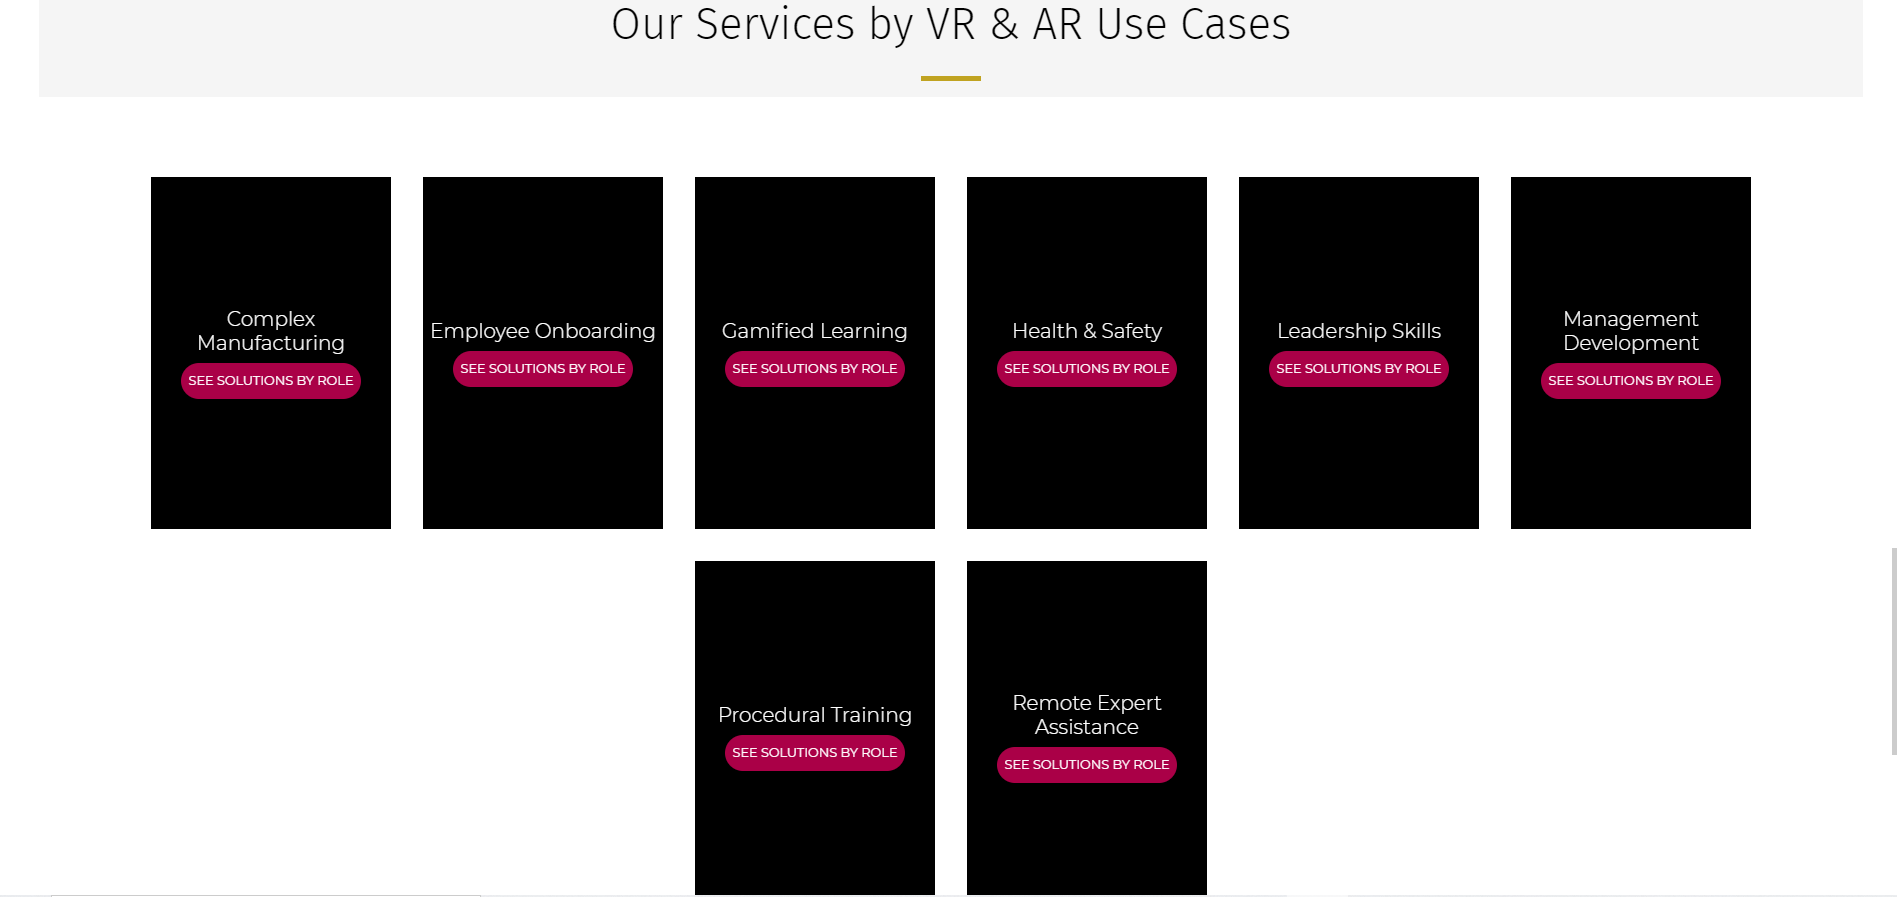 Our Services by VR & AR Use Cases
Complex
Manufacturing
SEE SOLUTIONS BY ROLE
Employee Onboarding
SEE SOLUTIONS BY ROLE
Gamified Learning
SEE SOLUTIONS BY ROLE
Health & Safety
SEE SOLUTIONS BY ROLE
Leadership Skills
SEE SOLUTIONS BY ROLE
Management
Development
SEE SOLUTIONS BY ROLE
Procedural Training
SEE SOLUTIONS BY ROLE
Remote Expert
Assistance
SEE SOLUTIONS BY ROLE